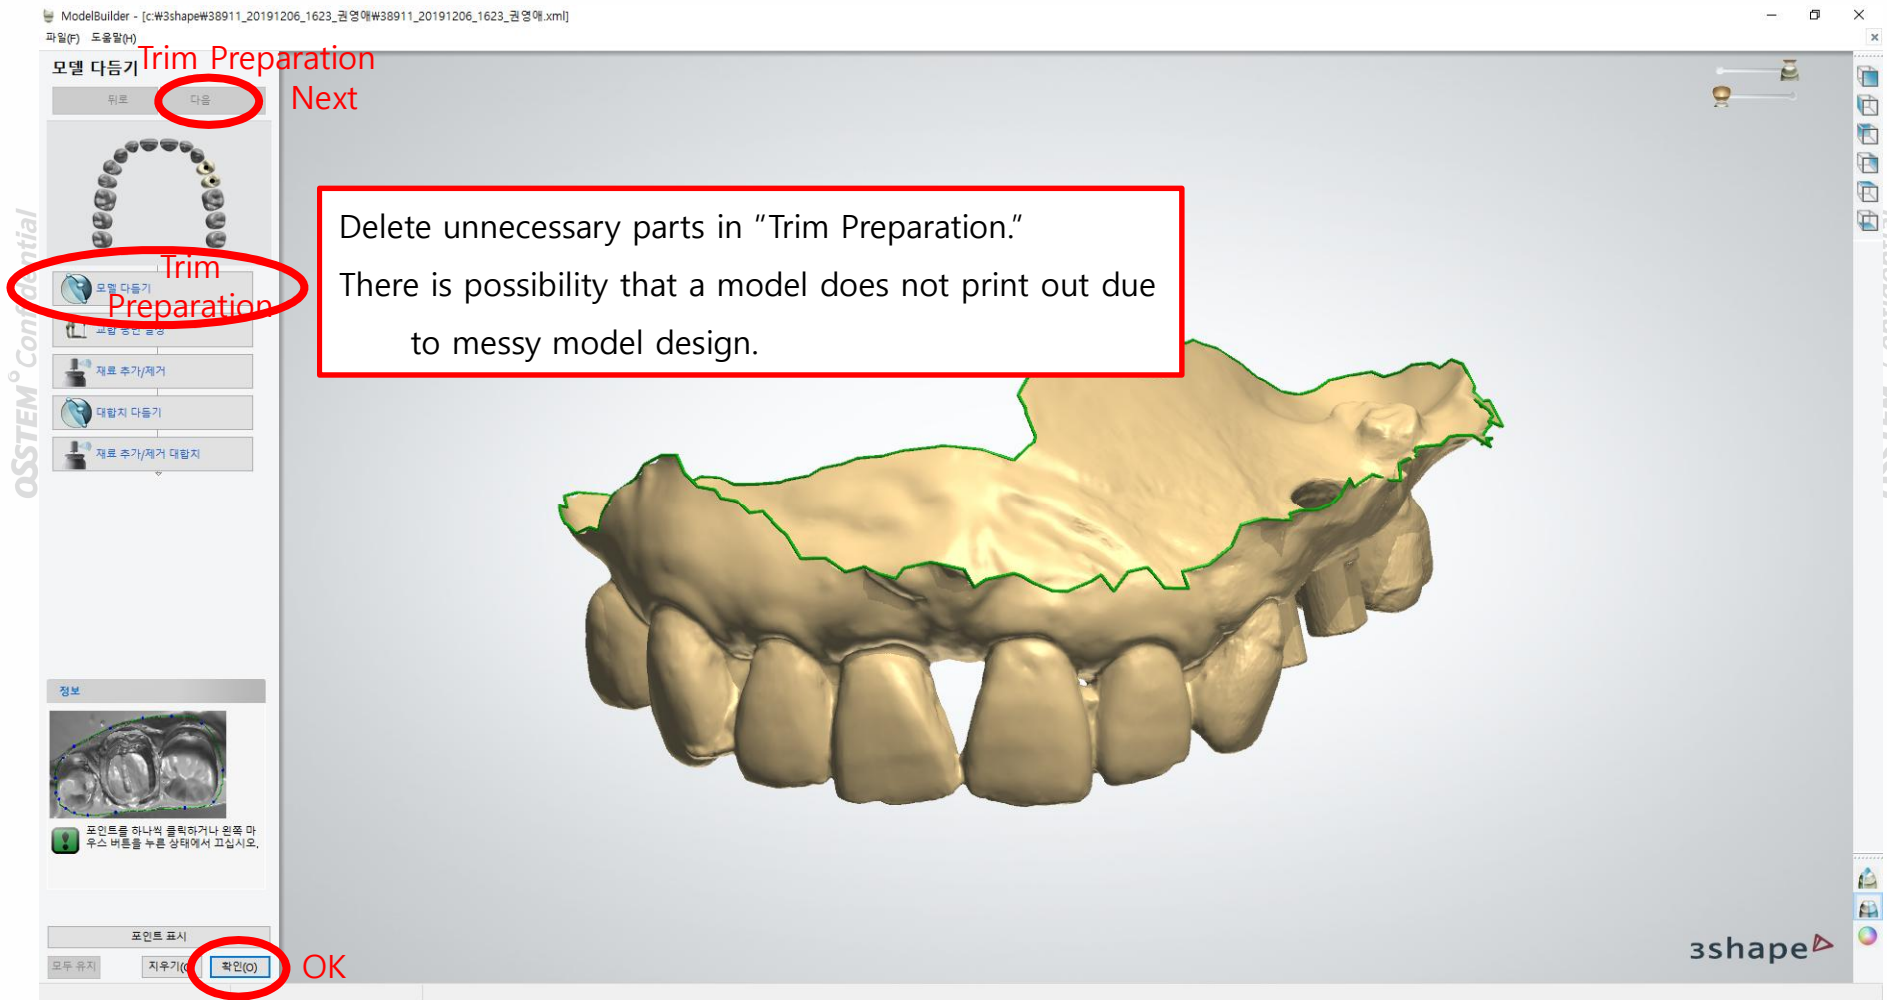 ModelBuilder - [c:₩3shape₩38911_20191206_1623_권영애₩38911_20191206_1623_권영애.xml]
파일(F) 도움말(H)
모델 다듬기
Trim Preparation
뒤로 다음
Next
Delete unnecessary parts in "Trim Preparation."
There is possibility that a model does not print out due
to messy model design.
Trim
모델 다듬기
Preparation
재료 추가/제거
대합치 다듬기
재료 추가/제거 대합치
OSSTEM° Confidential
정보
포인트를 하나씩 클릭하거나 왼쪽 마
우스 버튼을 누른 상태에서 끄십시오.
포인트 표시
모두 유지 지우기( 확인(O)
OK
3shape